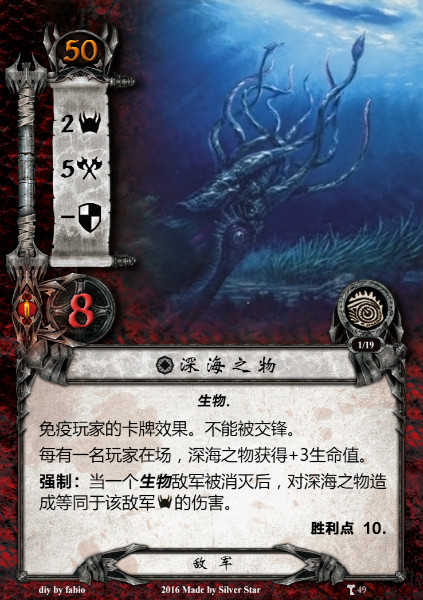 50
2
5
–
8
1/19
深海之物
生物.
免疫玩家的卡牌效果。不能被交锋。
每有一名玩家在场，深海之物获得+3生命值。
强制：当一个生物敌军被消灭后，对深海之物造
成等同于该敌军的伤害。
胜利点 10.
敌军
diy by fabio
2016 Made by Silver Star
49